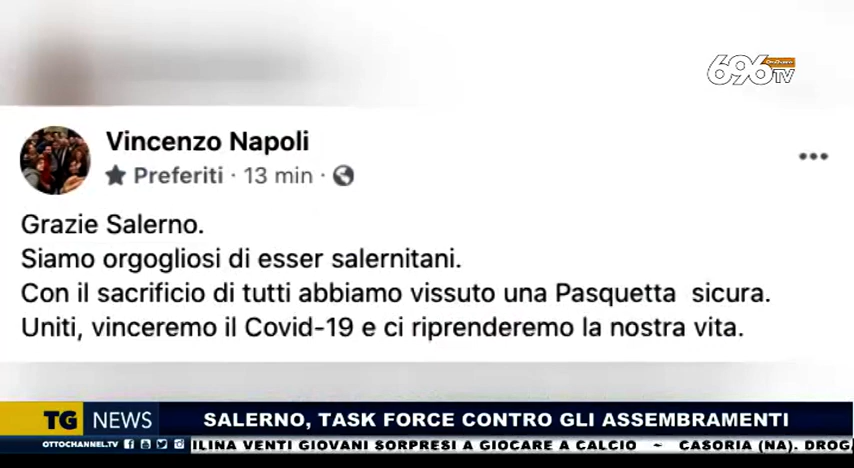 696 TV
Vincenzo Napoli
Preferiti · 13 min ·
Grazie Salerno.
Siamo orgogliosi di esser salernitani.
Con il sacrificio di tutti abbiamo vissuto una Pasquetta sicura.
Uniti, vinceremo il Covid-19 e ci riprenderemo la nostra vita.
TG NEWS SALERNO, TASK FORCE CONTRO GLI ASSEMBRAMENTI
OTTOCHANNEL.TV ILINA VENTI GIOVANI SORPRESI A GIOCARE A CALCIO ~ CASORIA (NA). DROGA